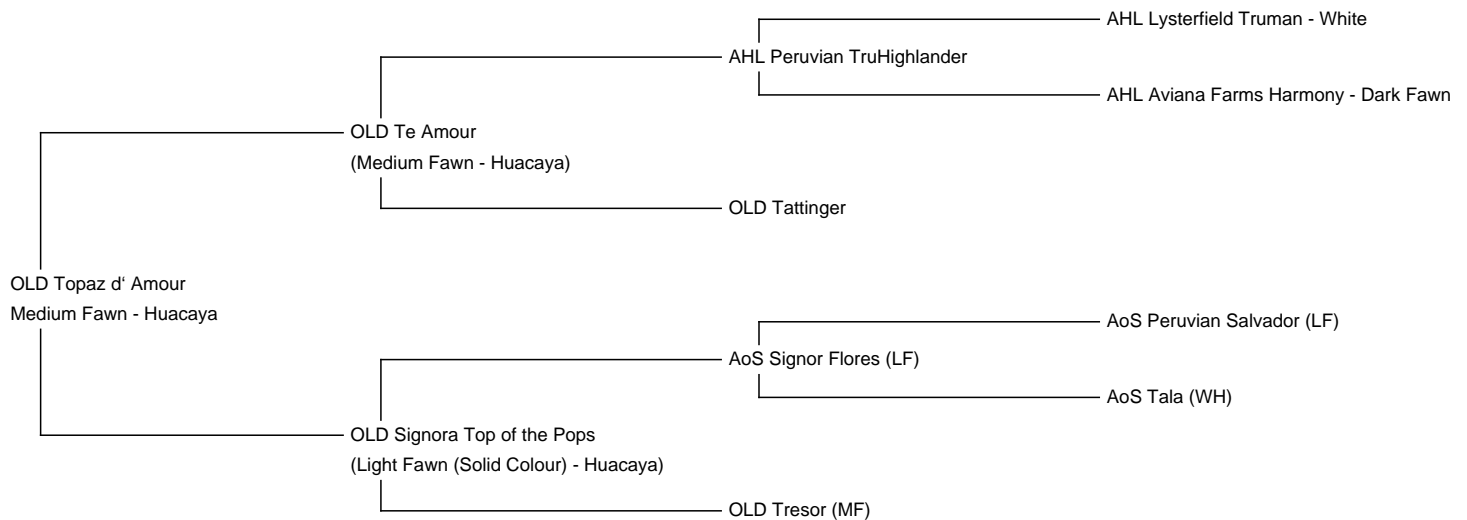 AHL Lysterfield Truman - White
AHL Peruvian TruHighlander
AHL Aviana Farms Harmony - Dark Fawn
OLD Te Amour
(Medium Fawn - Huacaya)
OLD Tattinger
OLD Topaz d‘ Amour
Medium Fawn - Huacaya
AoS Peruvian Salvador (LF)
AoS Signor Flores (LF)
AoS Tala (WH)
OLD Signora Top of the Pops
(Light Fawn (Solid Colour) - Huacaya)
OLD Tresor (MF)